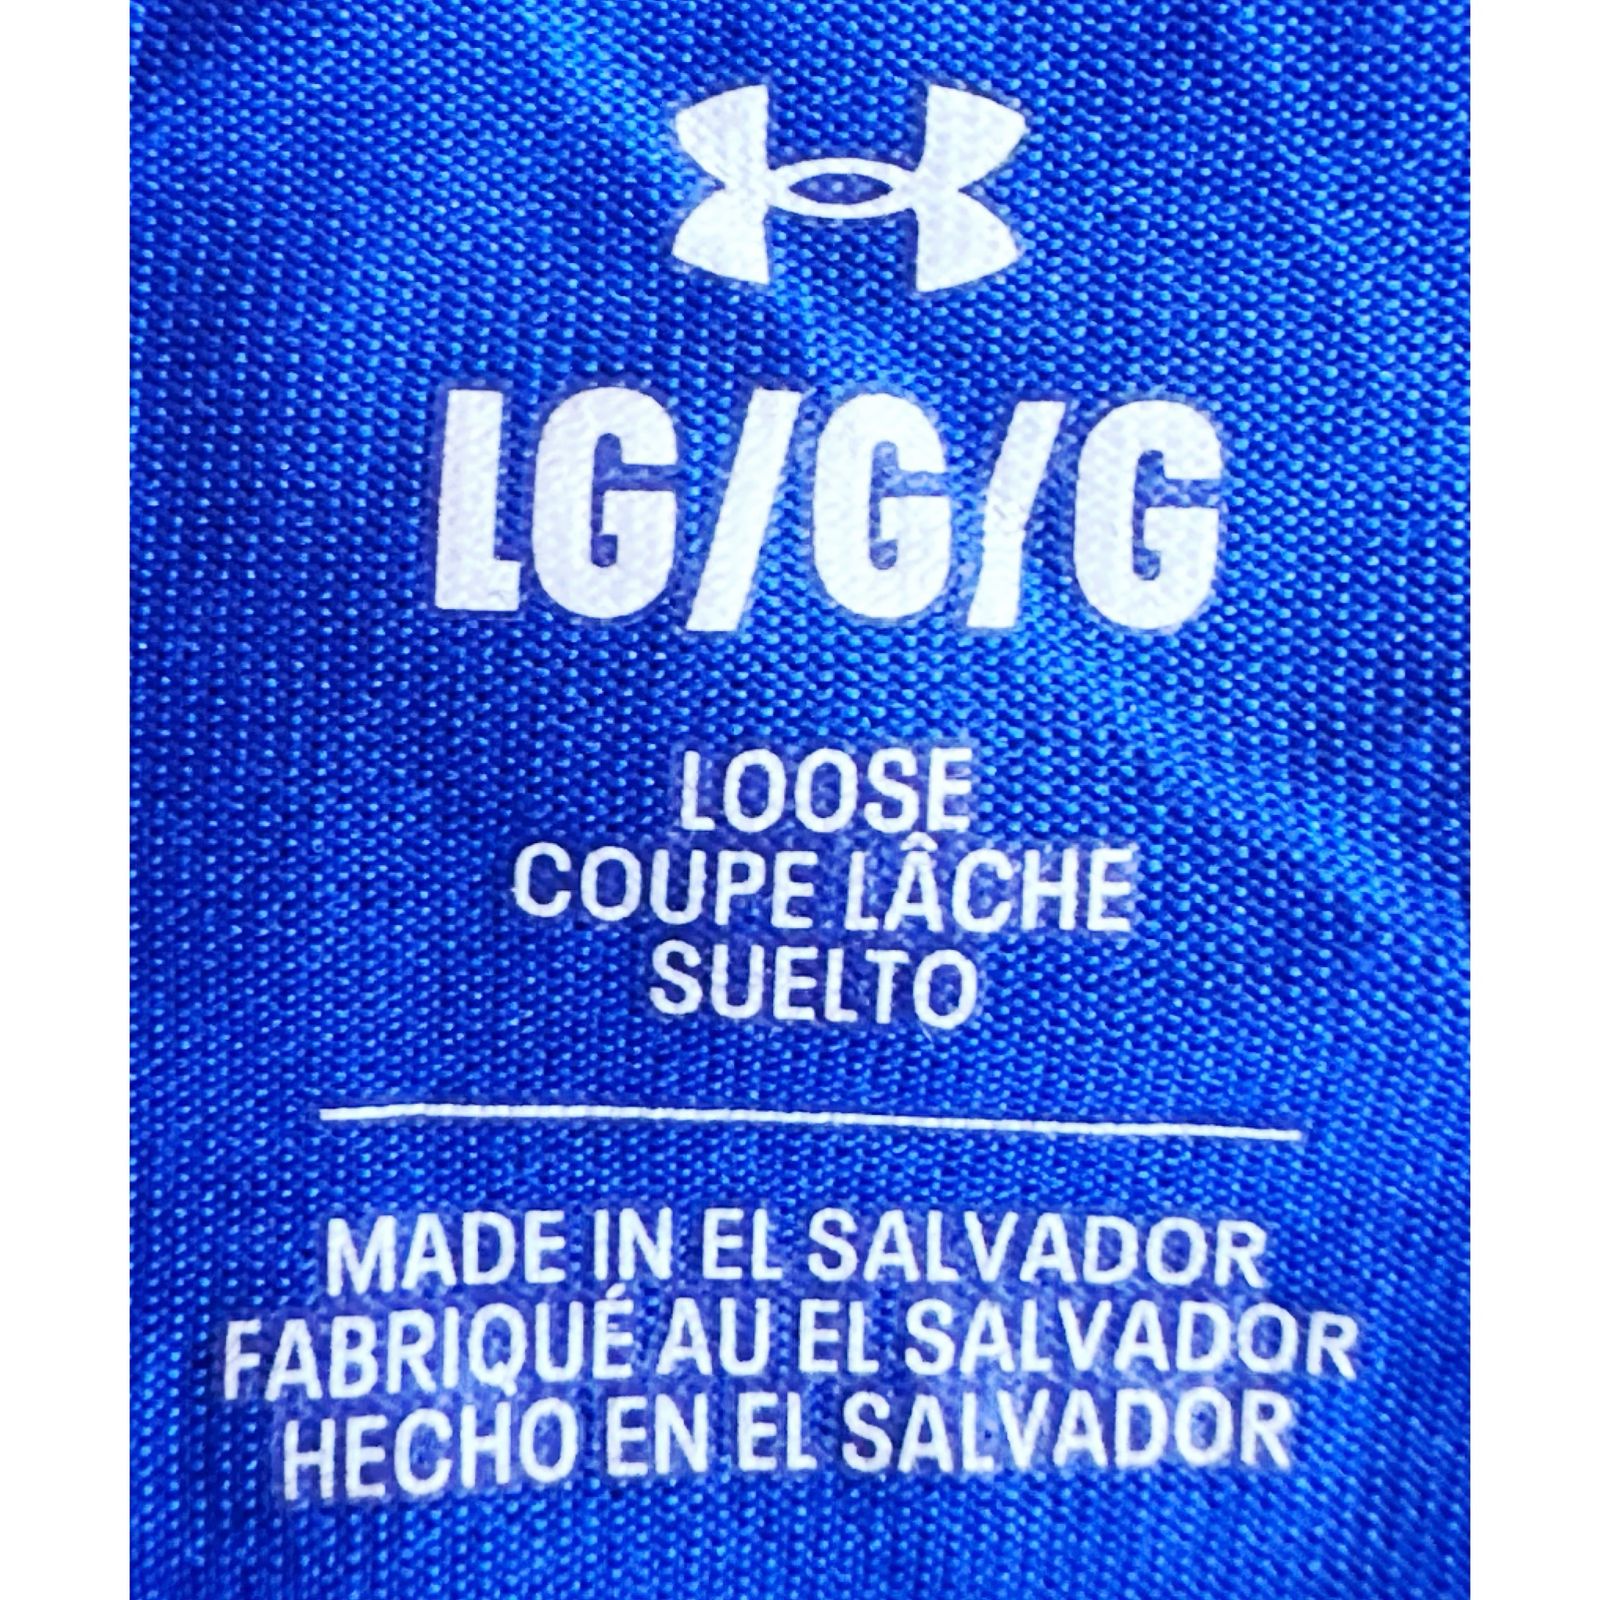 LG/G/G
LOOSE
COUPE LÂCHE
SUELTO
MADE IN EL SALVADOR
FABRIQUÉ AU EL SALVADOR
HECHO EN EL SALVADOR